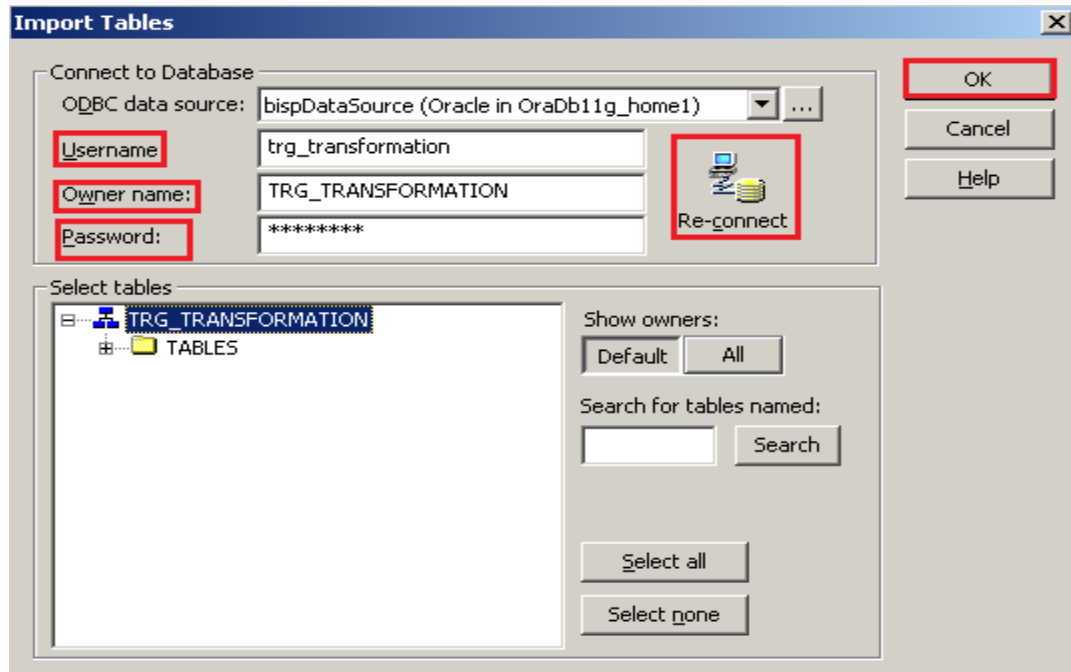 Import Tables
Connect to Database
ODBC data source: bispDataSource (Oracle in OraDb11g_home1) ...
Username trg_transformation
Owner name: TRG_TRANSFORMATION
Password: ********
Re-connect
OK
Cancel
Help
Select tables
TRG_TRANSFORMATION
TABLES
Show owners:
Default All
Search for tables named:
Search
Select all
Select none